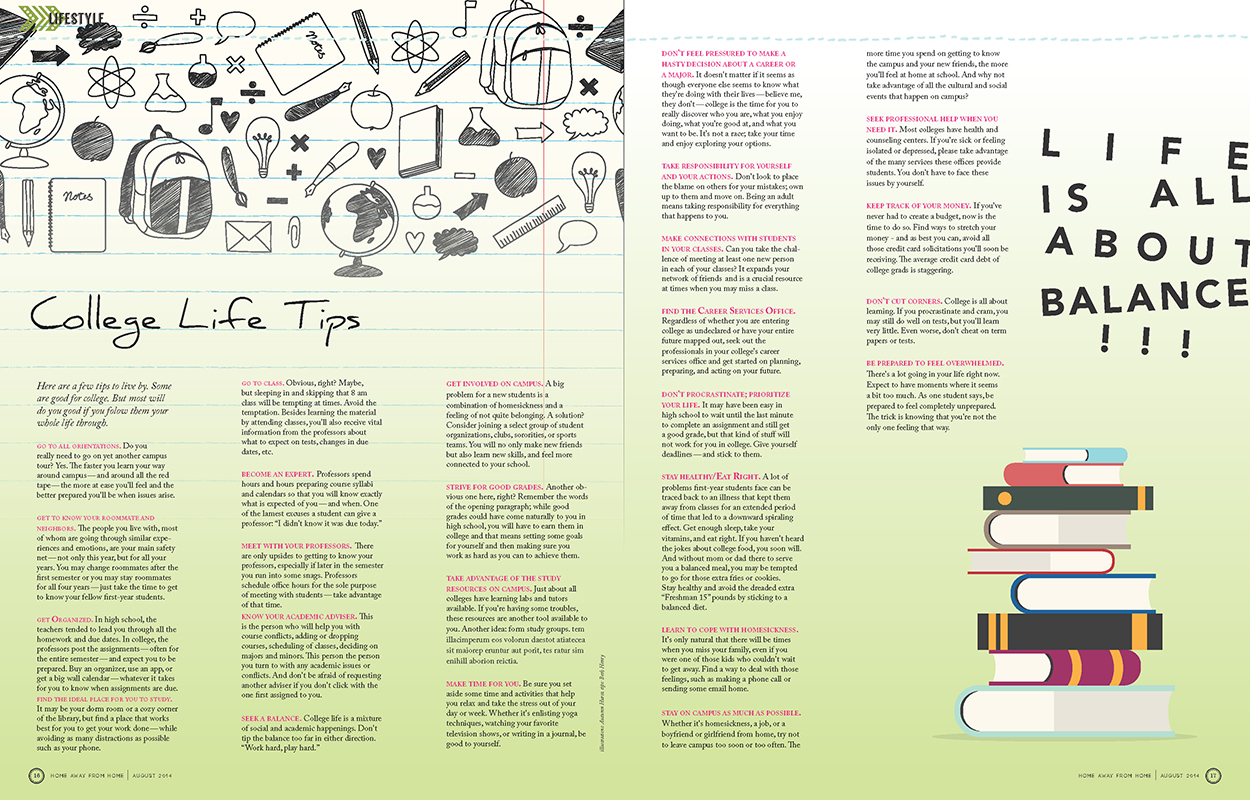 LIFESTYLE
Notes
Notes
College Life Tips
Here are a few tips to live by. Some
are good for college. But most will
do you good if you folow them your
whole life through.
GO TO ALL ORIENTATIONS. Do you
really need to go on yet another campus
tour? Yes. The faster you learn your way
around campus—and around all the red
tape—the more at ease you'll feel and the
better prepared you'll be when issues arise.
GET TO KNOW YOUR ROOMMATE AND
NEIGHBORS. The people you live with, most
of whom are going through similar expe-
riences and emotions, are your main safety
net—not only this year, but for all your
years. You may change roommates after the
first semester or you may stay roommates
for all four years—just take the time to get
to know your fellow first-year students.
GET ORGANIZED. In high school, the
teachers tended to lead you through all the
homework and due dates. In college, the
professors post the assignments—often for
the entire semester—and expect you to be
prepared. Buy an organizer, use an app, or
get a big wall calendar—whatever it takes
for you to know when assignments are due.
FIND THE IDEAL PLACE FOR YOU TO STUDY.
It may be your dorm room or a cozy corner
of the library, but find a place that works
best for you to get your work done—while
avoiding as many distractions as possible
such as your phone.
GO TO CLASS. Obvious, right? Maybe,
but sleeping in and skipping that 8 am
class will be tempting at times. Avoid the
temptation. Besides learning the material
by attending classes, you'll also receive vital
information from the professors about
what to expect on tests, changes in due
dates, etc.
BECOME AN EXPERT. Professors spend
hours and hours preparing course syllabi
and calendars so that you will know exactly
what is expected of you—and when. One
of the lamest excuses a student can give a
professor: "I didn't know it was due today."
MEET WITH YOUR PROFESSORS. There
are only upsides to getting to know your
professors, especially if later in the semester
you run into some snags. Professors
schedule office hours for the sole purpose
of meeting with students—take advantage
of that time.
KNOW YOUR ACADEMIC ADVISER. This
is the person who will help you with
course conflicts, adding or dropping
courses, scheduling of classes, deciding on
majors and minors. This person the person
you turn to with any academic issues or
conflicts. And don't be afraid of requesting
another adviser if you don't click with the
one first assigned to you.
SEEK A BALANCE. College life is a mixture
of social and academic happenings. Don't
tip the balance too far in either direction.
"Work hard, play hard."
GET INVOLVED ON CAMPUS. A big
problem for a new students is a
combination of homesickness and a
feeling of not quite belonging. A solution?
Consider joining a select group of student
organizations, clubs, sororities, or sports
teams. You will no only make new friends
but also learn new skills, and feel more
connected to your school.
STRIVE FOR GOOD GRADES. Another ob-
vious one here, right? Remember the words
of the opening paragraph; while good
grades could have come naturally to you in
high school, you will have to earn them in
college and that means setting some goals
for yourself and then making sure you
work as hard as you can to achieve them.
TAKE ADVANTAGE OF THE STUDY
RESOURCES ON CAMPUS. Just about all
colleges have learning labs and tutors
available. If you're having some troubles,
these resources are another tool available to
you. Another idea: form study groups. tem
illacimperum eos volorun daestot atiatecea
sit maiorep eruntur aut porit, tes ratur sim
enihill aborion reictia.
MAKE TIME FOR YOU. Be sure you set
aside some time and activities that help
you relax and take the stress out of your
day or week. Whether it's enlisting yoga
techniques, watching your favorite
television shows, or writing in a journal, be
good to yourself.
16 HOME AWAY FROM HOME | AUGUST 2014
DON'T FEEL PRESSURED TO MAKE A
HASTY DECISION ABOUT A CAREER OR
A MAJOR. It doesn't matter if it seems as
though everyone else seems to know what
they're doing with their lives—believe me,
they don't—college is the time for you to
really discover who you are, what you enjoy
doing, what you're good at, and what you
want to be. It's not a race; take your time
and enjoy exploring your options.
TAKE RESPONSIBILITY FOR YOURSELF
AND YOUR ACTIONS. Don't look to place
the blame on others for your mistakes; own
up to them and move on. Being an adult
means taking responsibility for everything
that happens to you.
MAKE CONNECTIONS WITH STUDENTS
IN YOUR CLASSES. Can you take the chal-
lence of meeting at least one new person
in each of your classes? It expands your
network of friends and is a crucial resource
at times when you may miss a class.
FIND THE CAREER SERVICES OFFICE.
Regardless of whether you are entering
college as undeclared or have your entire
future mapped out, seek out the
professionals in your college's career
services office and get started on planning,
preparing, and acting on your future.
DON'T PROCRASTINATE; PRIORITIZE
YOUR LIFE. It may have been easy in
high school to wait until the last minute
to complete an assignment and still get
a good grade, but that kind of stuff will
not work for you in college. Give yourself
deadlines—and stick to them.
STAY HEALTHY/EAT RIGHT. A lot of
problems first-year students face can be
traced back to an illness that kept them
away from classes for an extended period
of time that led to a downward spiraling
effect. Get enough sleep, take your
vitamins, and eat right. If you haven't heard
the jokes about college food, you soon will.
And without mom or dad there to serve
you a balanced meal, you may be tempted
to go for those extra fries or cookies.
Stay healthy and avoid the dreaded extra
"Freshman 15" pounds by sticking to a
balanced diet.
LEARN TO COPE WITH HOMESICKNESS.
It's only natural that there will be times
when you miss your family, even if you
were one of those kids who couldn't wait
to get away. Find a way to deal with those
feelings, such as making a phone call or
sending some email home.
STAY ON CAMPUS AS MUCH AS POSSIBLE.
Whether it's homesickness, a job, or a
boyfriend or girlfriend from home, try not
to leave campus too soon or too often. The
more time you spend on getting to know
the campus and your new friends, the more
you'll feel at home at school. And why not
take advantage of all the cultural and social
events that happen on campus?
SEEK PROFESSIONAL HELP WHEN YOU
NEED IT. Most colleges have health and
counseling centers. If you're sick or feeling
isolated or depressed, please take advantage
of the many services these offices provide
students. You don't have to face these
issues by yourself.
KEEP TRACK OF YOUR MONEY. If you've
never had to create a budget, now is the
time to do so. Find ways to stretch your
money - and as best you can, avoid all
those credit card solicitations you'll soon be
receiving. The average credit card debt of
college grads is staggering.
DON'T CUT CORNERS. College is all about
learning. If you procrastinate and cram, you
may still do well on tests, but you'll learn
very little. Even worse, don't cheat on term
papers or tests.
BE PREPARED TO FEEL OVERWHELMED.
There's a lot going in your life right now.
Expect to have moments where it seems
a bit too much. As one student says, be
prepared to feel completely unprepared.
The trick is knowing that you're not the
only one feeling that way.
LIFE
IS ALL
ABOUT
BALANCE
!!!
HOME AWAY FROM HOME | AUGUST 2014 17